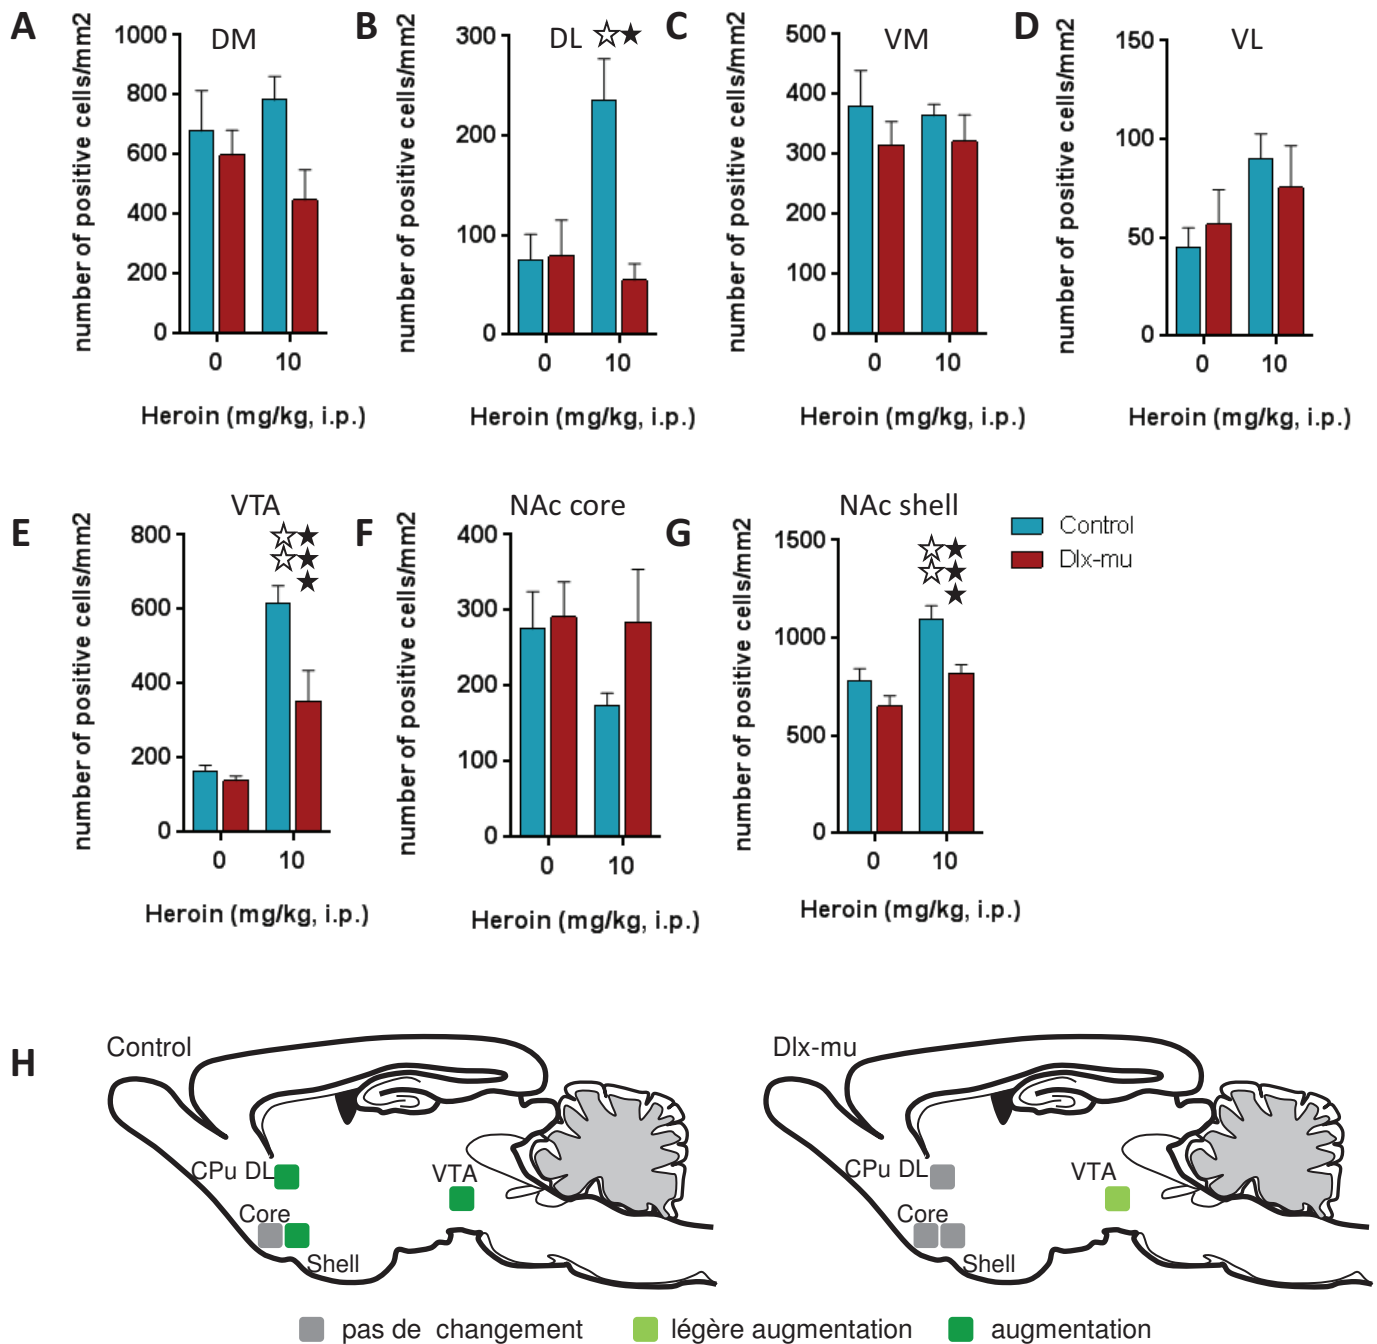 A
DM
number of positive cells/mm2
1000
800
600
400
200
0
0 10
Heroin (mg/kg, i.p.)
B
DL ☆★
number of positive cells/mm2
300
200
100
0
0 10
Heroin (mg/kg, i.p.)
C
VM
number of positive cells/mm2
500
400
300
200
100
0
0 10
Heroin (mg/kg, i.p.)
D
VL
number of positive cells/mm2
150
100
50
0
0 10
Heroin (mg/kg, i.p.)
E
VTA
☆★
☆★
★
number of positive cells/mm2
800
600
400
200
0
0 10
Heroin (mg/kg, i.p.)
F
NAc core
number of positive cells/mm2
400
300
200
100
0
0 10
Heroin (mg/kg, i.p.)
G
NAc shell
☆★
☆★
★
number of positive cells/mm2
1500
1000
500
0
0 10
Heroin (mg/kg, i.p.)
Control
Dlx-mu
H
Control
CPu DL
VTA
Core
Shell
Dlx-mu
CPu DL
VTA
Core
Shell
pas de changement
légère augmentation
augmentation